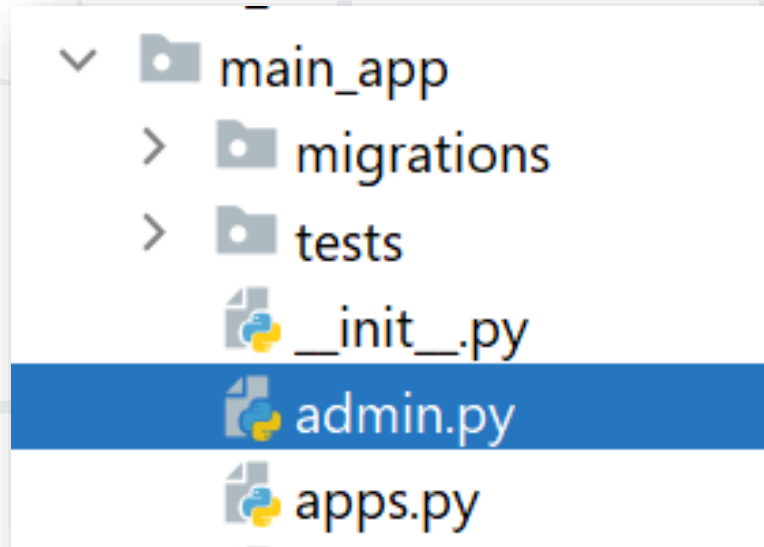 main_app
migrations
tests
__init__.py
admin.py
apps.py